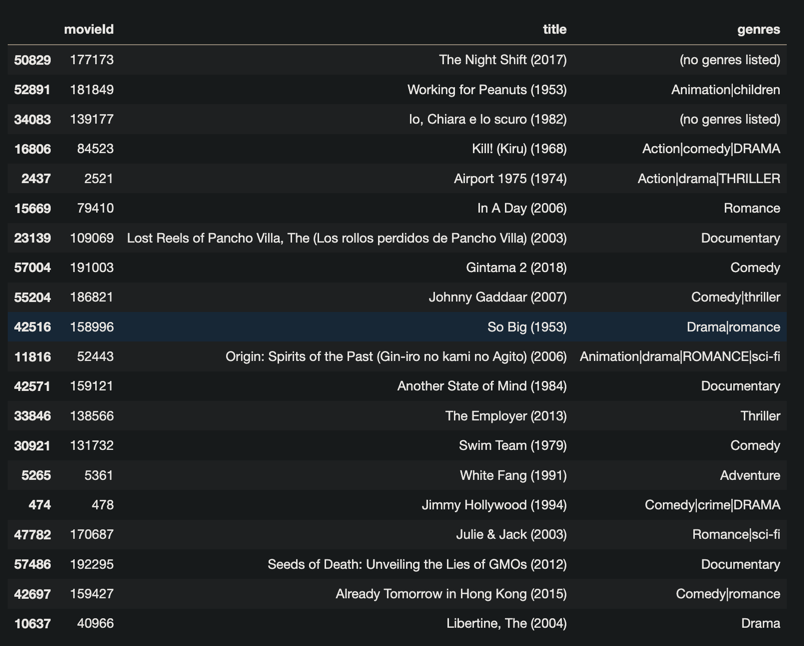 movieId title genres
50829 177173 The Night Shift (2017) (no genres listed)
52891 181849 Working for Peanuts (1953) Animation|children
34083 139177 Io, Chiara e lo scuro (1982) (no genres listed)
16806 84523 Kill! (Kiru) (1968) Action|comedy|DRAMA
2437 2521 Airport 1975 (1974) Action|drama|THRILLER
15669 79410 In A Day (2006) Romance
23139 109069 Lost Reels of Pancho Villa, The (Los rollos perdidos de Pancho Villa) (2003) Documentary
57004 191003 Gintama 2 (2018) Comedy
55204 186821 Johnny Gaddaar (2007) Comedy|thriller
42516 158996 So Big (1953) Drama|romance
11816 52443 Origin: Spirits of the Past (Gin-iro no kami no Agito) (2006) Animation|drama|ROMANCE|sci-fi
42571 159121 Another State of Mind (1984) Documentary
33846 138566 The Employer (2013) Thriller
30921 131732 Swim Team (1979) Comedy
5265 5361 White Fang (1991) Adventure
474 478 Jimmy Hollywood (1994) Comedy|crime|DRAMA
47782 170687 Julie & Jack (2003) Romance|sci-fi
57486 192295 Seeds of Death: Unveiling the Lies of GMOs (2012) Documentary
42697 159427 Already Tomorrow in Hong Kong (2015) Comedy|romance
10637 40966 Libertine, The (2004) Drama